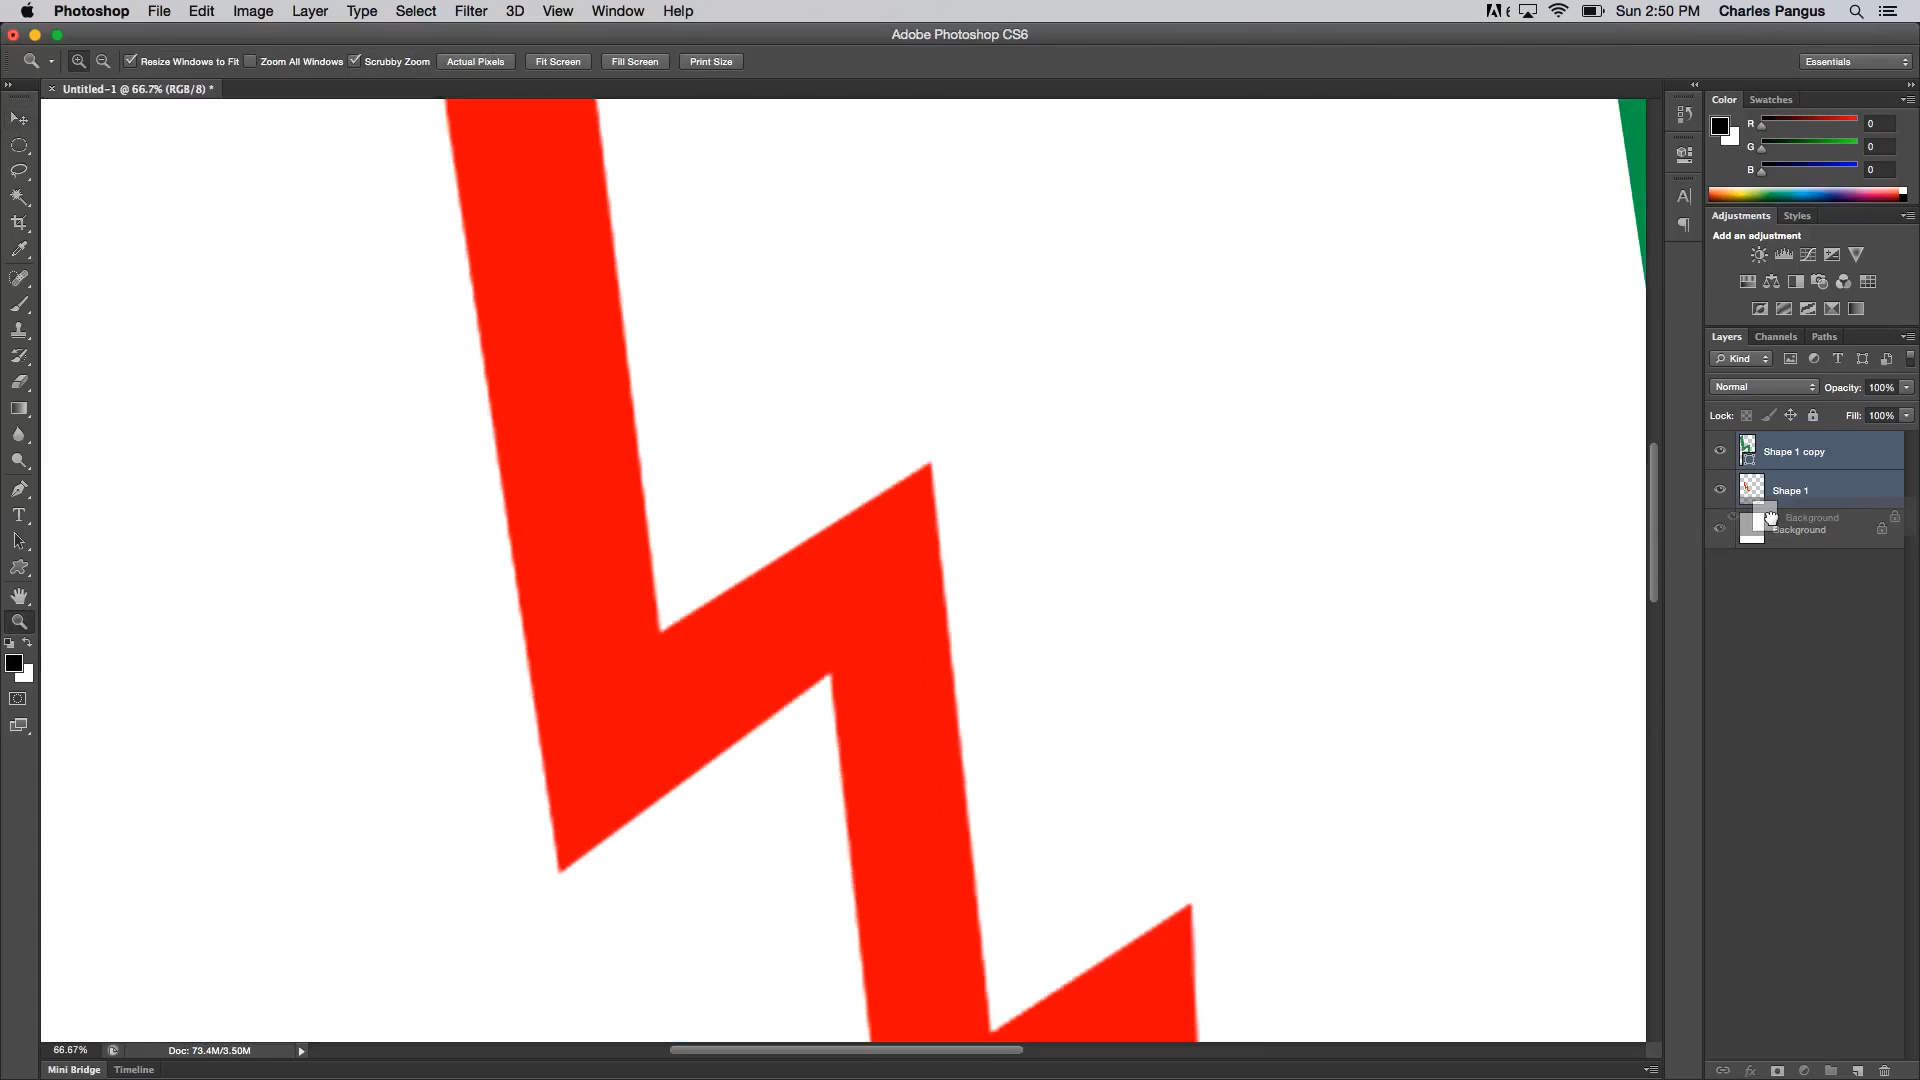 Photoshop File Edit Image Layer Type Select Filter 3D View Window Help 6 Sun 2:50 PM Charles Pangus
Adobe Photoshop CS6
Resize Windows to Fit Zoom All Windows Scrubby Zoom Actual Pixels Fit Screen Fill Screen Print Size Essentials
Untitled-1 @ 66.7% (RGB/8) *
Color Swatches
R 0
G 0
B 0
Adjustments Styles
Add an adjustment
Layers Channels Paths
Kind
Normal Opacity: 100%
Lock: Fill: 100%
Shape 1 copy
Shape 1
Background
Background
66.67% Doc: 73.4M/3.50M
Mini Bridge Timeline